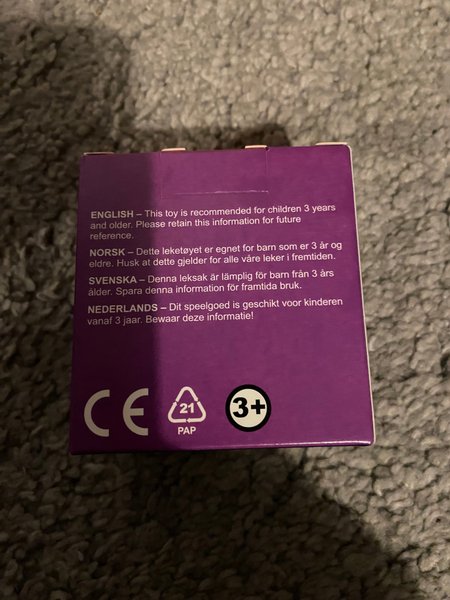 ENGLISH – This toy is recommended for children 3 years
and older. Please retain this information for future
reference.
NORSK – Dette leketøyet er egnet for barn som er 3 år og
eldre. Husk at dette gjelder for alle våre leker i fremtiden.
SVENSKA – Denna leksak är lämplig för barn från 3 års
ålder. Spara denna information för framtida bruk.
NEDERLANDS – Dit speelgoed is geschikt voor kinderen
vanaf 3 jaar. Bewaar deze informatie!
CE
21
PAP
3+